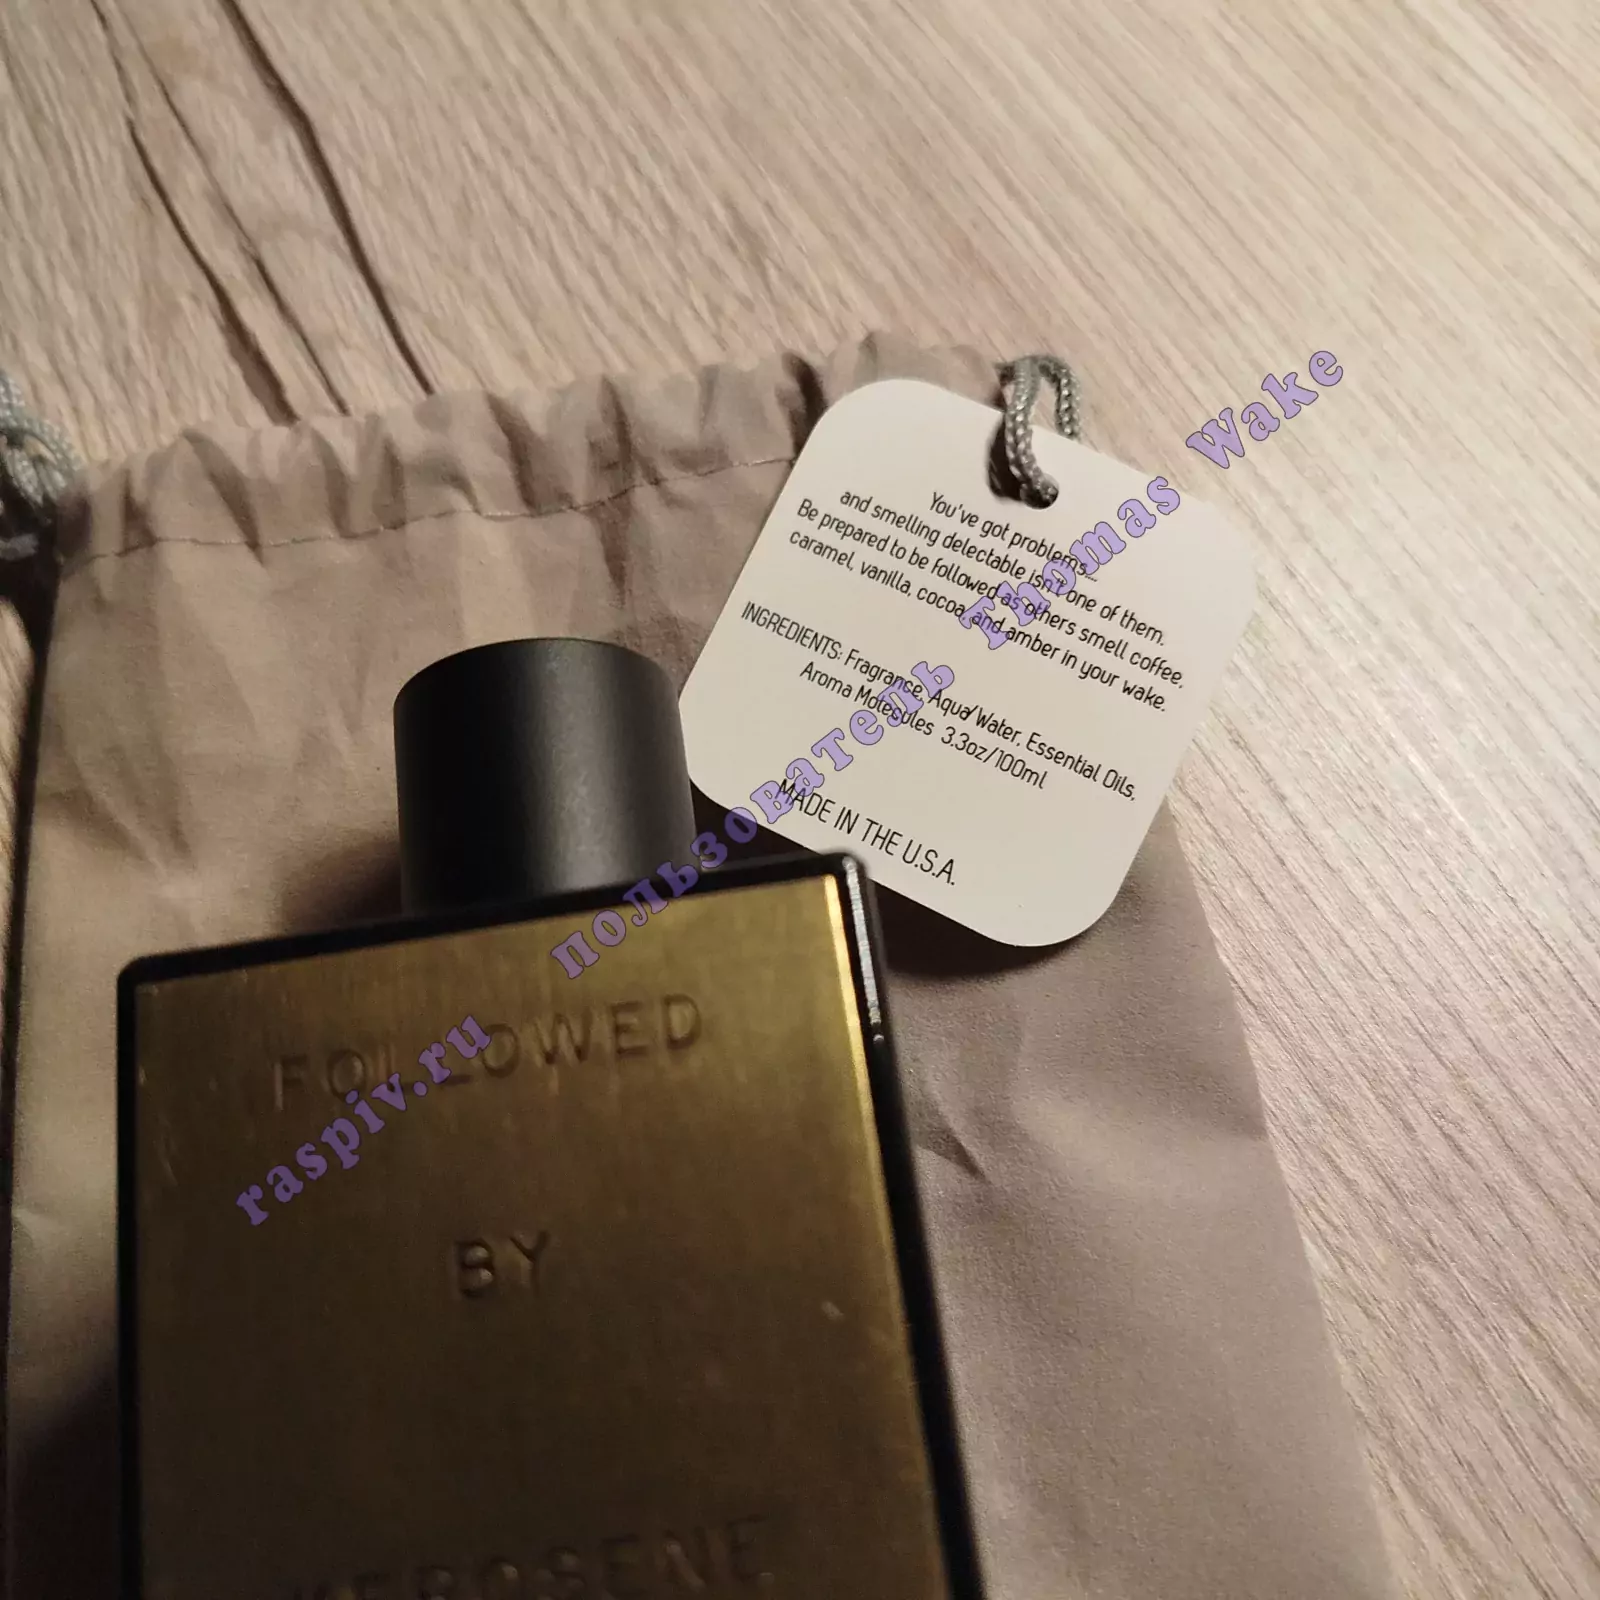 You've got problems...
and smelling delectable isn't one of them.
Be prepared to be followed as others smell coffee,
caramel, vanilla, cocoa, and amber in your wake.
INGREDIENTS: Fragrance, Aqua/Water, Essential Oils,
Aroma Molecules 3.3oz/100ml
MADE IN THE U.S.A.
FOLLOWED
BY
KEROSENE
raspiv.ru пользователь Thomas Wake